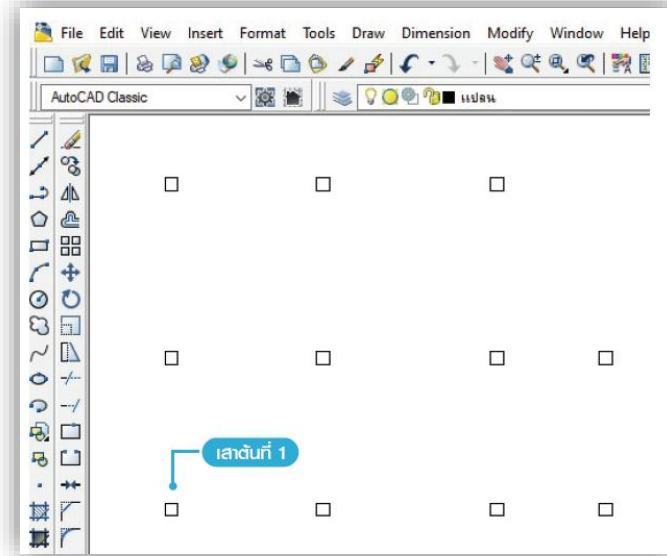 File Edit View Insert Format Tools Draw Dimension Modify Window Help
AutoCAD Classic แปลน
เสาต้นที่ 1